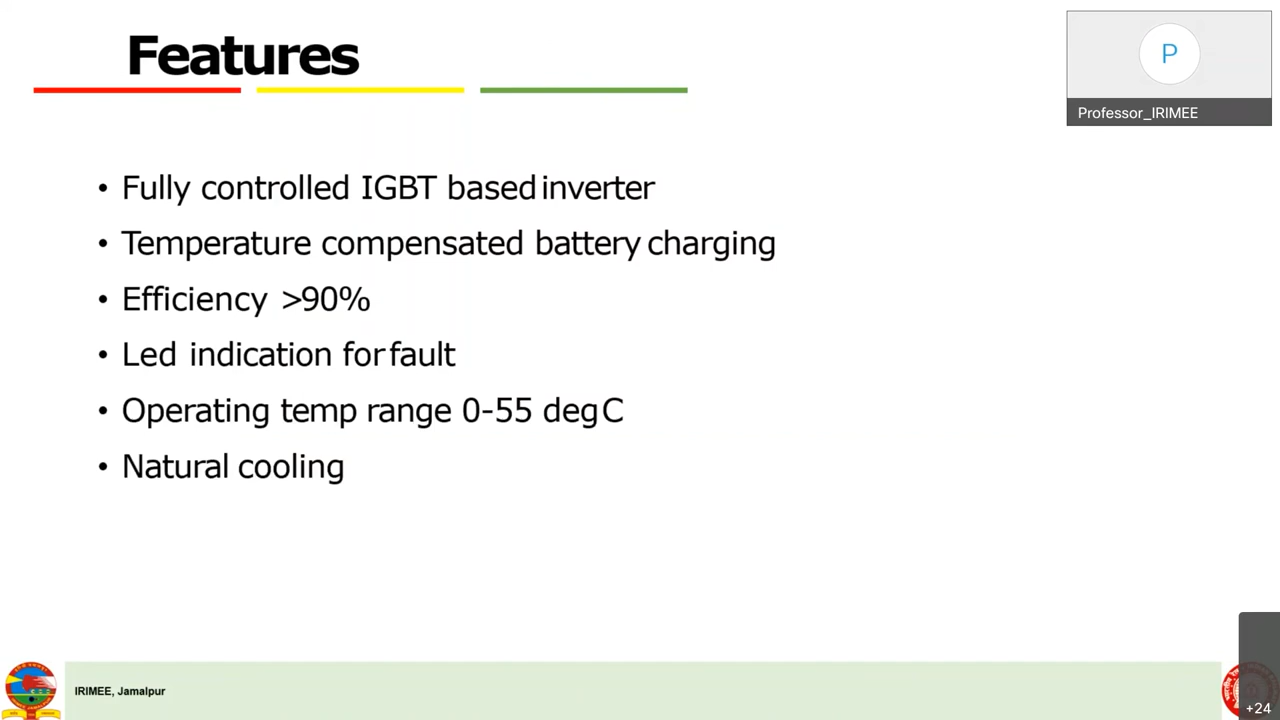 Features
P
Professor_IRIMEE
• Fully controlled IGBT based inverter
• Temperature compensated battery charging
• Efficiency >90%
• Led indication for fault
• Operating temp range 0-55 deg C
• Natural cooling
IRIMEE, Jamalpur
+24